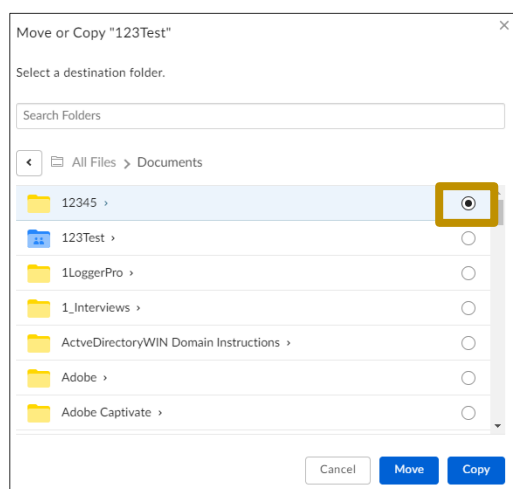 Move or Copy "123Test"
Select a destination folder.
Search Folders
All Files > Documents
12345 >
123Test >
1LoggerPro >
1_Interviews >
ActveDirectoryWIN Domain Instructions >
Adobe >
Adobe Captivate >
Cancel Move Copy